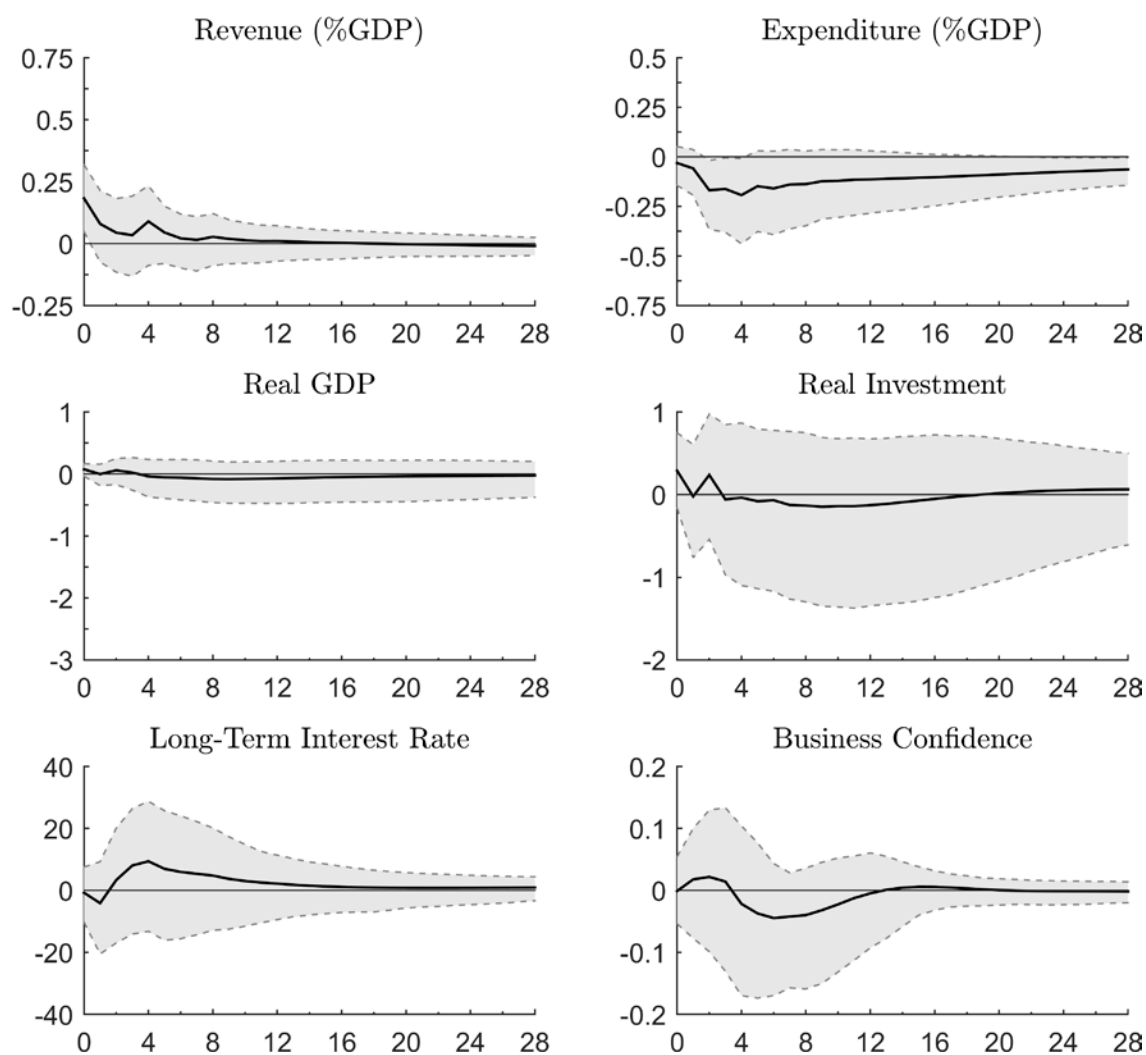 Revenue (%GDP)
0.75
0.5
0.25
0
-0.25
0 4 8 12 16 20 24 28
Expenditure (%GDP)
0.5
0.25
0
-0.25
-0.5
-0.75
0 4 8 12 16 20 24 28
Real GDP
1
0
-1
-2
-3
0 4 8 12 16 20 24 28
Real Investment
1
0
-1
-2
0 4 8 12 16 20 24 28
Long-Term Interest Rate
40
20
0
-20
-40
0 4 8 12 16 20 24 28
Business Confidence
0.2
0.1
0
-0.1
-0.2
0 4 8 12 16 20 24 28